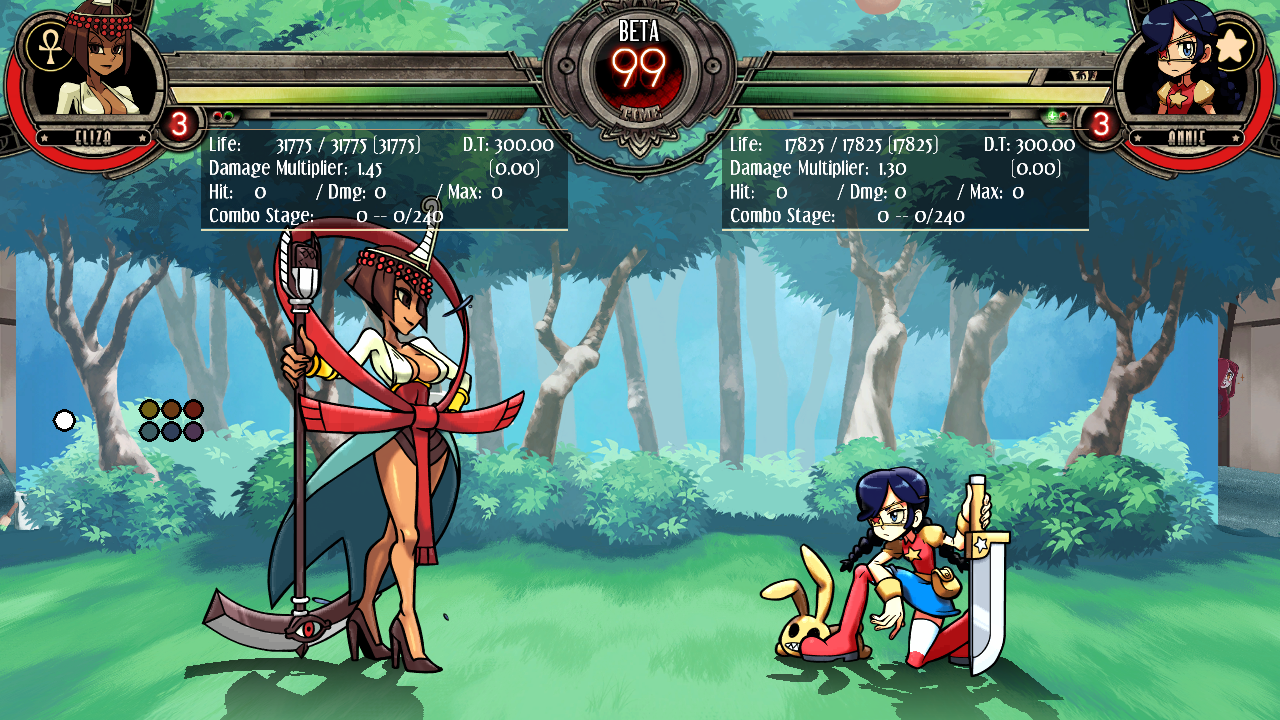 BETA
99
TIME
ELIZA
3
ANNIE
3
Life: 31775 / 31775 (31775) D.T: 300.00
Damage Multiplier: 1.45 (0.00)
Hit: 0 / Dmg: 0 / Max: 0
Combo Stage: 0 -- 0/240
Life: 17825 / 17825 (17825) D.T: 300.00
Damage Multiplier: 1.30 (0.00)
Hit: 0 / Dmg: 0 / Max: 0
Combo Stage: 0 -- 0/240